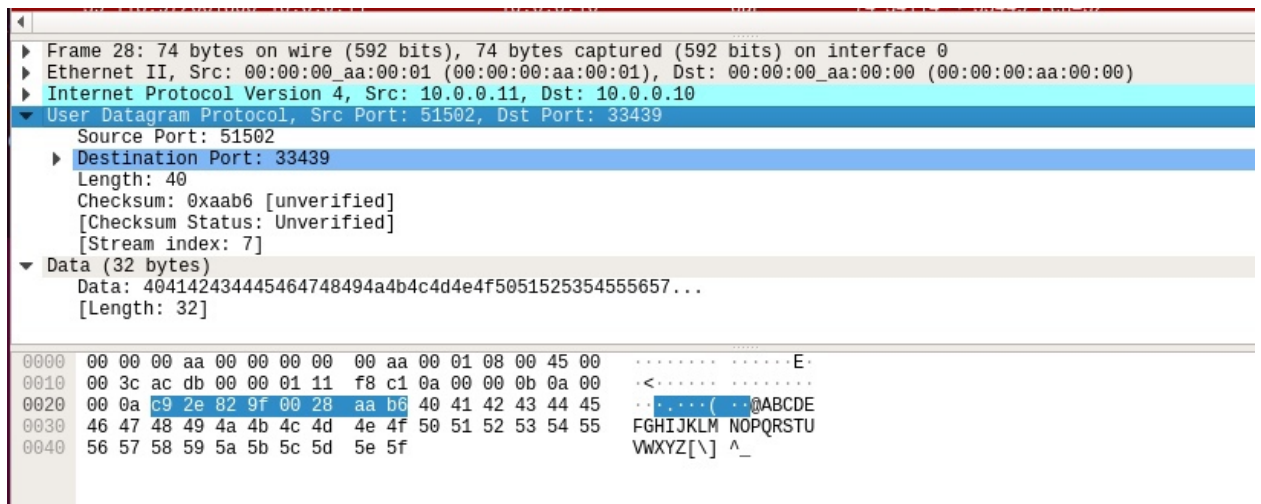 Frame 28: 74 bytes on wire (592 bits), 74 bytes captured (592 bits) on interface 0
Ethernet II, Src: 00:00:00_aa:00:01 (00:00:00:aa:00:01), Dst: 00:00:00_aa:00:00 (00:00:00:aa:00:00)
Internet Protocol Version 4, Src: 10.0.0.11, Dst: 10.0.0.10
User Datagram Protocol, Src Port: 51502, Dst Port: 33439
Source Port: 51502
Destination Port: 33439
Length: 40
Checksum: 0xaab6 [unverified]
[Checksum Status: Unverified]
[Stream index: 7]
Data (32 bytes)
Data: 404142434445464748494a4b4c4d4e4f5051525354555657...
[Length: 32]
0000 00 00 00 aa 00 00 00 00 00 aa 00 01 08 00 45 00 ········ ······E·
0010 00 3c ac db 00 00 01 11 f8 c1 0a 00 00 0b 0a 00 ·<······ ········
0020 00 0a c9 2e 82 9f 00 28 aa b6 40 41 42 43 44 45 ···.···( ··@ABCDE
0030 46 47 48 49 4a 4b 4c 4d 4e 4f 50 51 52 53 54 55 FGHIJKLM NOPQRSTU
0040 56 57 58 59 5a 5b 5c 5d 5e 5f VWXYZ[\] ^_